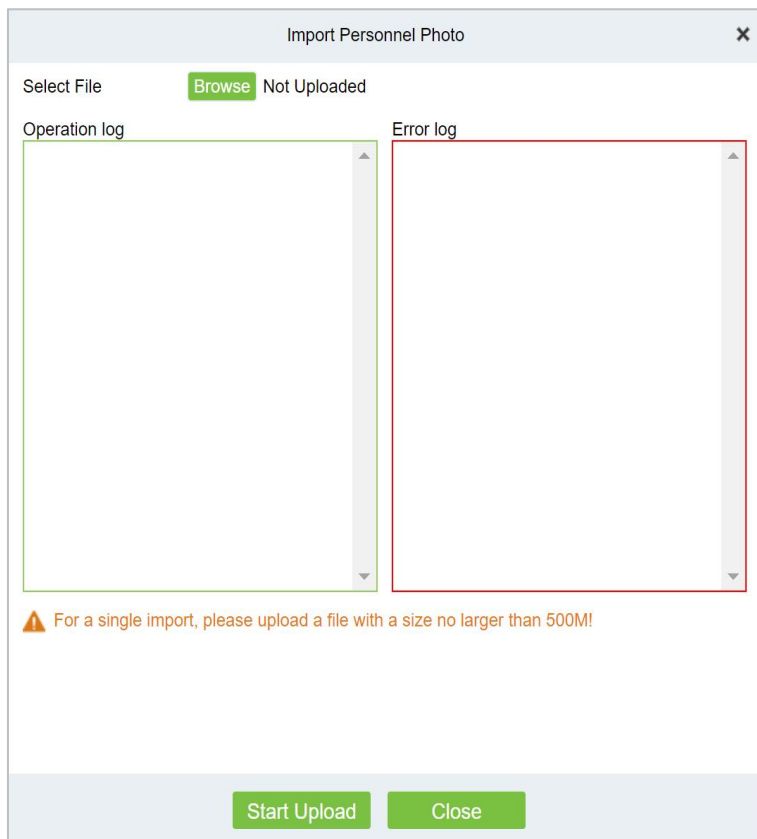 Import Personnel Photo
Select File Browse Not Uploaded
Operation log Error log
For a single import, please upload a file with a size no larger than 500M!
Start Upload Close